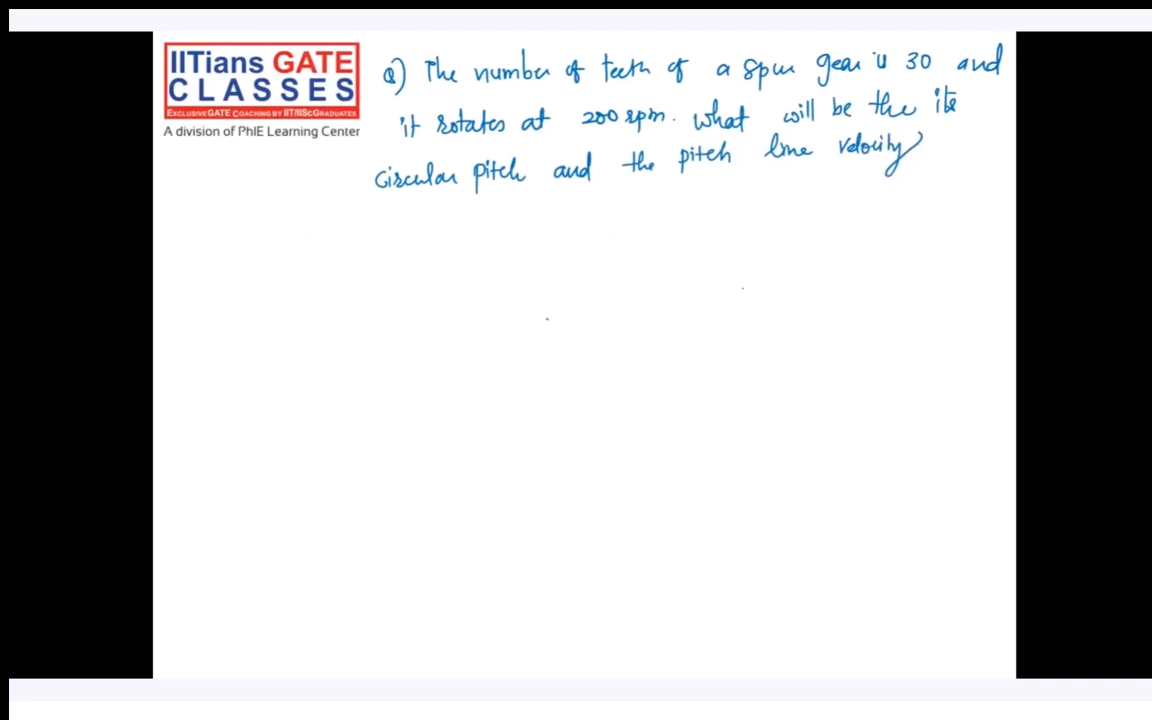 IITians GATE
CLASSES
EXCLUSIVE GATE COACHING BY IIT/IISc GRADUATES
A division of PhIE Learning Center
Q) The number of teeth of a spur gear is 30 and
it rotates at 200 rpm. What will be the its
circular pitch and the pitch line velocity